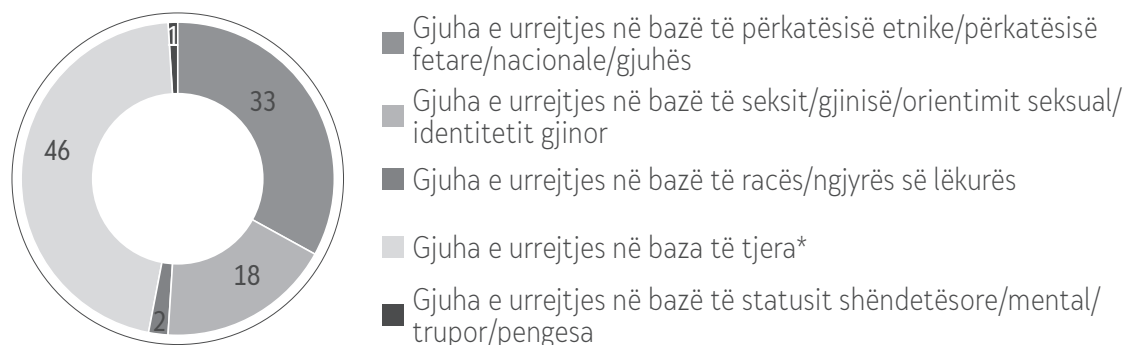 1
33
46
18
2
Gjuha e urrejtjes në bazë të përkatësisë etnike/përkatësisë
fetare/nacionale/gjuhës
Gjuha e urrejtjes në bazë të seksit/gjinisë/orientimit seksual/
identitetit gjinor
Gjuha e urrejtjes në bazë të racës/ngjyrës së lëkurës
Gjuha e urrejtjes në baza të tjera*
Gjuha e urrejtjes në bazë të statusit shëndetësore/mental/
trupor/pengesa